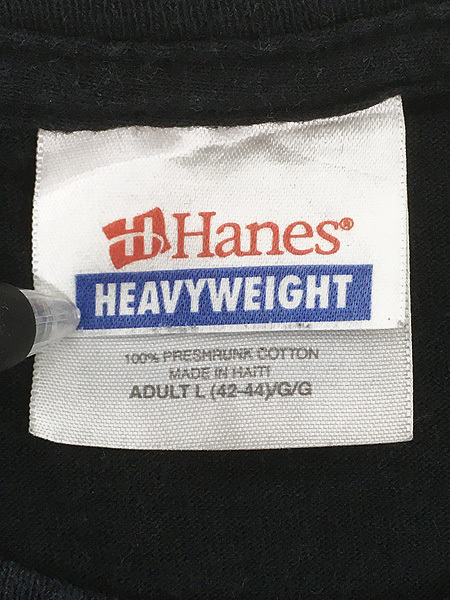 Hanes®
HEAVYWEIGHT
100% PRESHRUNK COTTON
MADE IN HAITI
ADULT L (42-44)/G/G